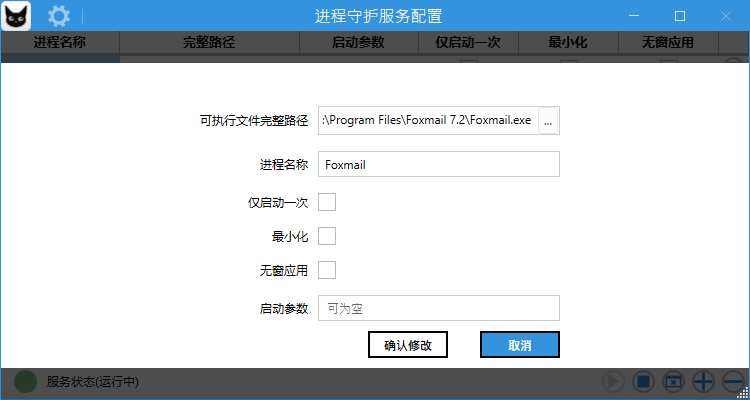 进程守护服务配置
进程名称 完整路径 启动参数 仅启动一次 最小化 无窗应用
可执行文件完整路径 :\Program Files\Foxmail 7.2\Foxmail.exe ...
进程名称 Foxmail
仅启动一次
最小化
无窗应用
启动参数 可为空
确认修改 取消
服务状态(运行中)